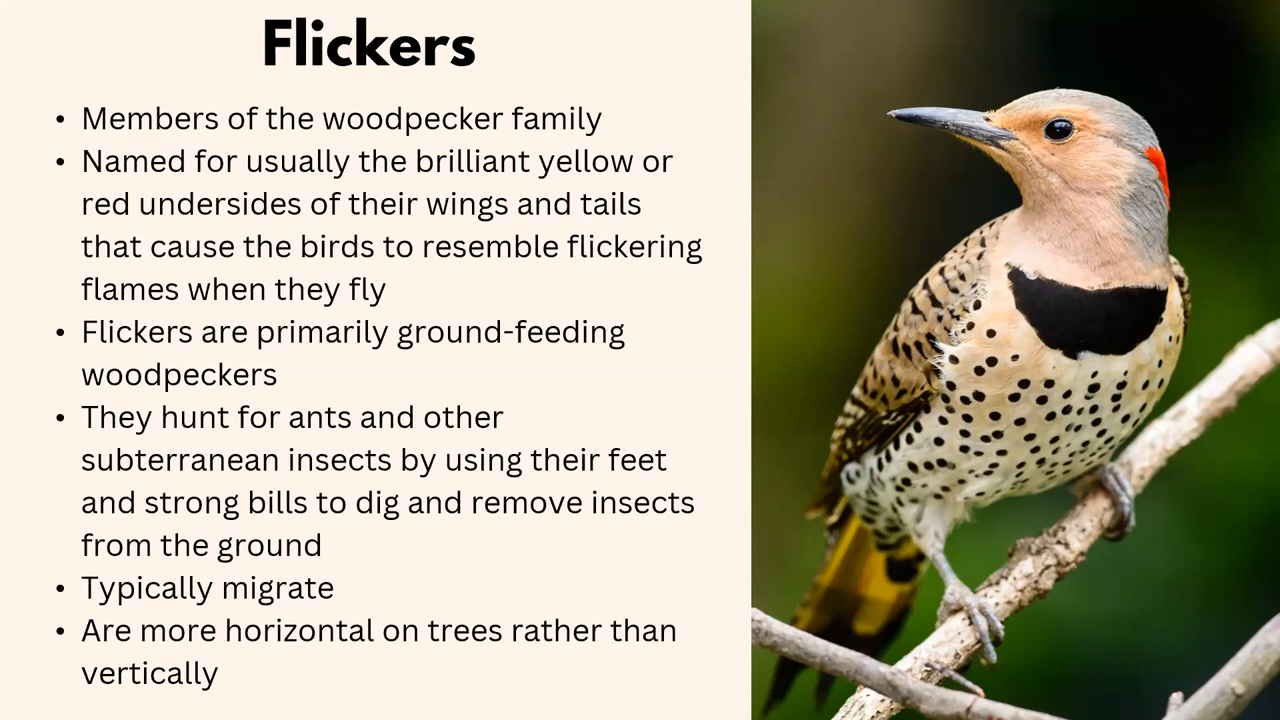 Flickers
• Members of the woodpecker family
• Named for usually the brilliant yellow or
red undersides of their wings and tails
that cause the birds to resemble flickering
flames when they fly
• Flickers are primarily ground-feeding
woodpeckers
• They hunt for ants and other
subterranean insects by using their feet
and strong bills to dig and remove insects
from the ground
• Typically migrate
• Are more horizontal on trees rather than
vertically